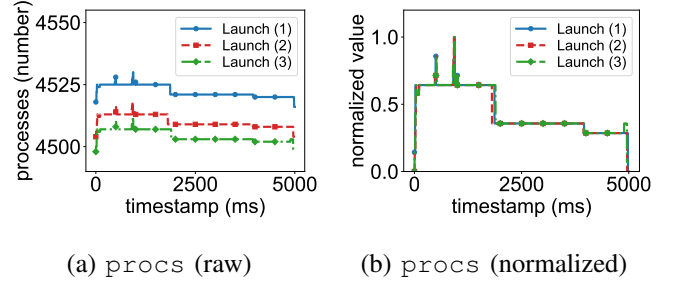 processes (number)
4550
4525
4500
Launch (1)
Launch (2)
Launch (3)
0
2500
5000
timestamp (ms)
(a) procs (raw)
normalized value
1.0
0.5
0.0
Launch (1)
Launch (2)
Launch (3)
0
2500
5000
timestamp (ms)
(b) procs (normalized)